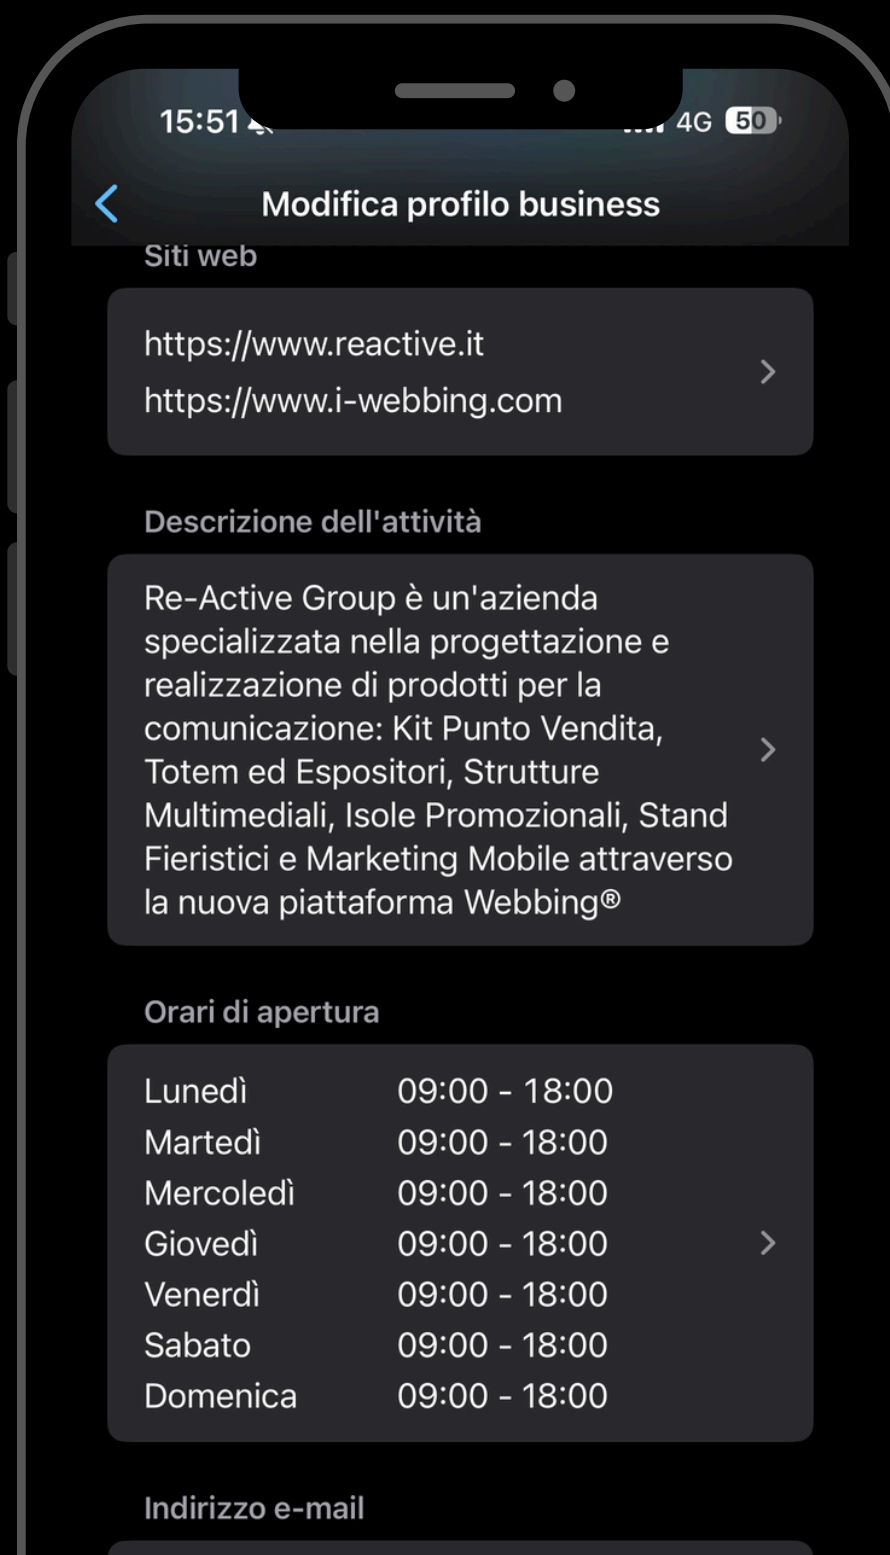 15:51
4G 50
Modifica profilo business
Siti web
https://www.reactive.it
https://www.i-webbing.com
Descrizione dell'attività
Re-Active Group è un'azienda
specializzata nella progettazione e
realizzazione di prodotti per la
comunicazione: Kit Punto Vendita,
Totem ed Espositori, Strutture
Multimediali, Isole Promozionali, Stand
Fieristici e Marketing Mobile attraverso
la nuova piattaforma Webbing®
Orari di apertura
Lunedì 09:00 - 18:00
Martedì 09:00 - 18:00
Mercoledì 09:00 - 18:00
Giovedì 09:00 - 18:00
Venerdì 09:00 - 18:00
Sabato 09:00 - 18:00
Domenica 09:00 - 18:00
Indirizzo e-mail